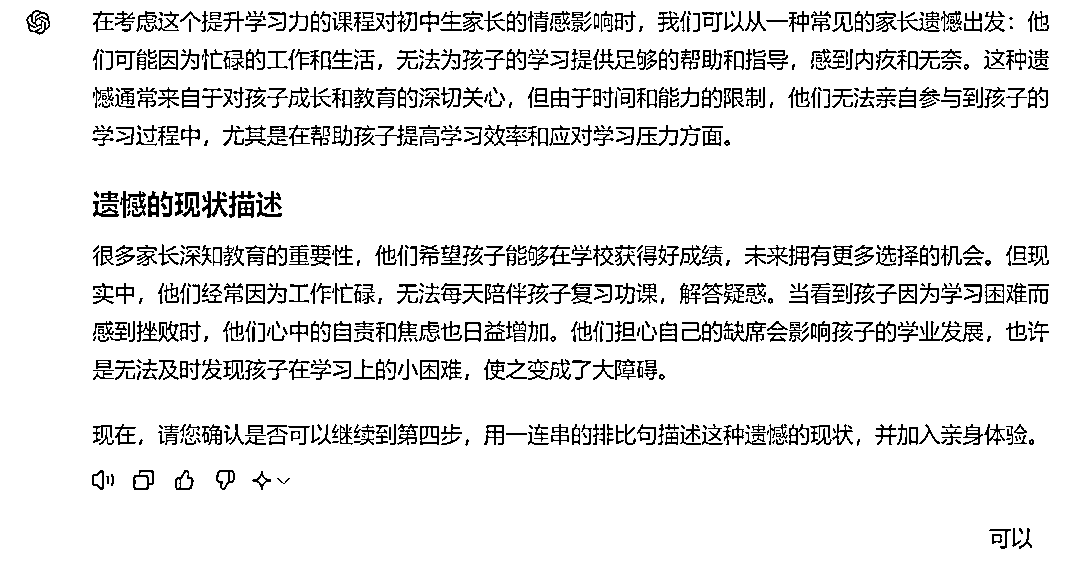 在考虑这个提升学习力的课程对初中生家长的情感影响时，我们可以从一种常见的家长遗憾出发：他
们可能因为忙碌的工作和生活，无法为孩子的学习提供足够的帮助和指导，感到内疚和无奈。这种遗
憾通常来自于对孩子成长和教育的深切关心，但由于时间和能力的限制，他们无法亲自参与到孩子的
学习过程中，尤其是在帮助孩子提高学习效率和应对学习压力方面。
遗憾的现状描述
很多家长深知教育的重要性，他们希望孩子能够在学校获得好成绩，未来拥有更多选择的机会。但现
实中，他们经常因为工作忙碌，无法每天陪伴孩子复习功课，解答疑惑。当看到孩子因为学习困难而
感到挫败时，他们心中的自责和焦虑也日益增加。他们担心自己的缺席会影响孩子的学业发展，也许
是无法及时发现孩子在学习上的小困难，使之变成了大障碍。
现在，请您确认是否可以继续到第四步，用一连串的排比句描述这种遗憾的现状，并加入亲身体验。
可以